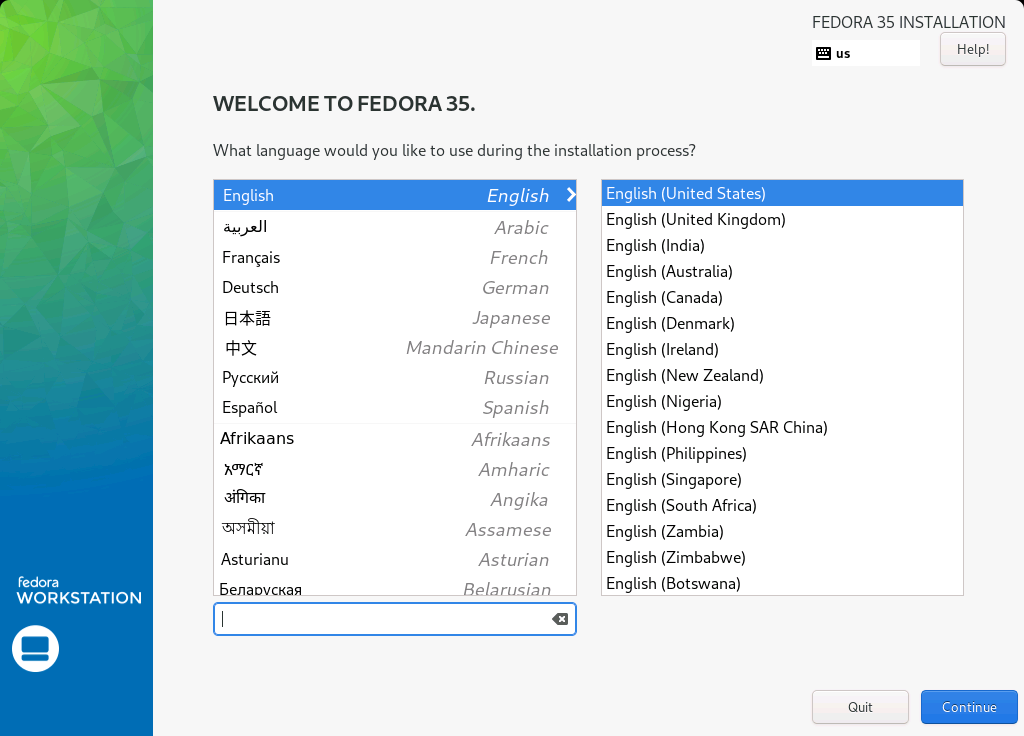 FEDORA 35 INSTALLATION
us
Help!
WELCOME TO FEDORA 35.
What language would you like to use during the installation process?
English English
العربية Arabic
Français French
Deutsch German
日本語 Japanese
中文 Mandarin Chinese
Русский Russian
Español Spanish
Afrikaans Afrikaans
አማርኛ Amharic
अंगिका Angika
অসমীয়া Assamese
Asturianu Asturian
Беларуская Belarusian
English (United States)
English (United Kingdom)
English (India)
English (Australia)
English (Canada)
English (Denmark)
English (Ireland)
English (New Zealand)
English (Nigeria)
English (Hong Kong SAR China)
English (Philippines)
English (Singapore)
English (South Africa)
English (Zambia)
English (Zimbabwe)
English (Botswana)
fedora
WORKSTATION
Quit
Continue